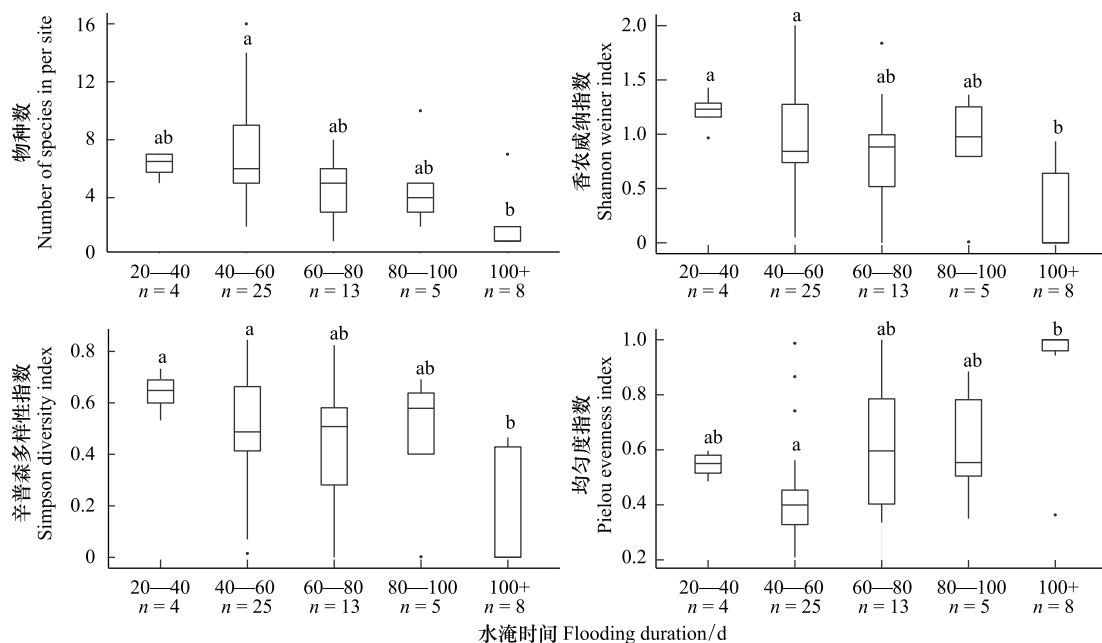 物种数
Number of species in per site
16
12
8
4
0
ab
a
ab
ab
b
20—40
40—60
60—80
80—100
100+
n = 4
n = 25
n = 13
n = 5
n = 8
香农威纳指数
Shannon weiner index
2.0
1.5
1.0
0.5
0
a
a
ab
ab
b
20—40
40—60
60—80
80—100
100+
n = 4
n = 25
n = 13
n = 5
n = 8
辛普森多样性指数
Simpson diversity index
0.8
0.6
0.4
0.2
0
a
a
ab
ab
b
20—40
40—60
60—80
80—100
100+
n = 4
n = 25
n = 13
n = 5
n = 8
均匀度指数
Pielou evenness index
1.0
0.8
0.6
0.4
0.2
ab
a
ab
ab
b
20—40
40—60
60—80
80—100
100+
n = 4
n = 25
n = 13
n = 5
n = 8
水淹时间 Flooding duration/d